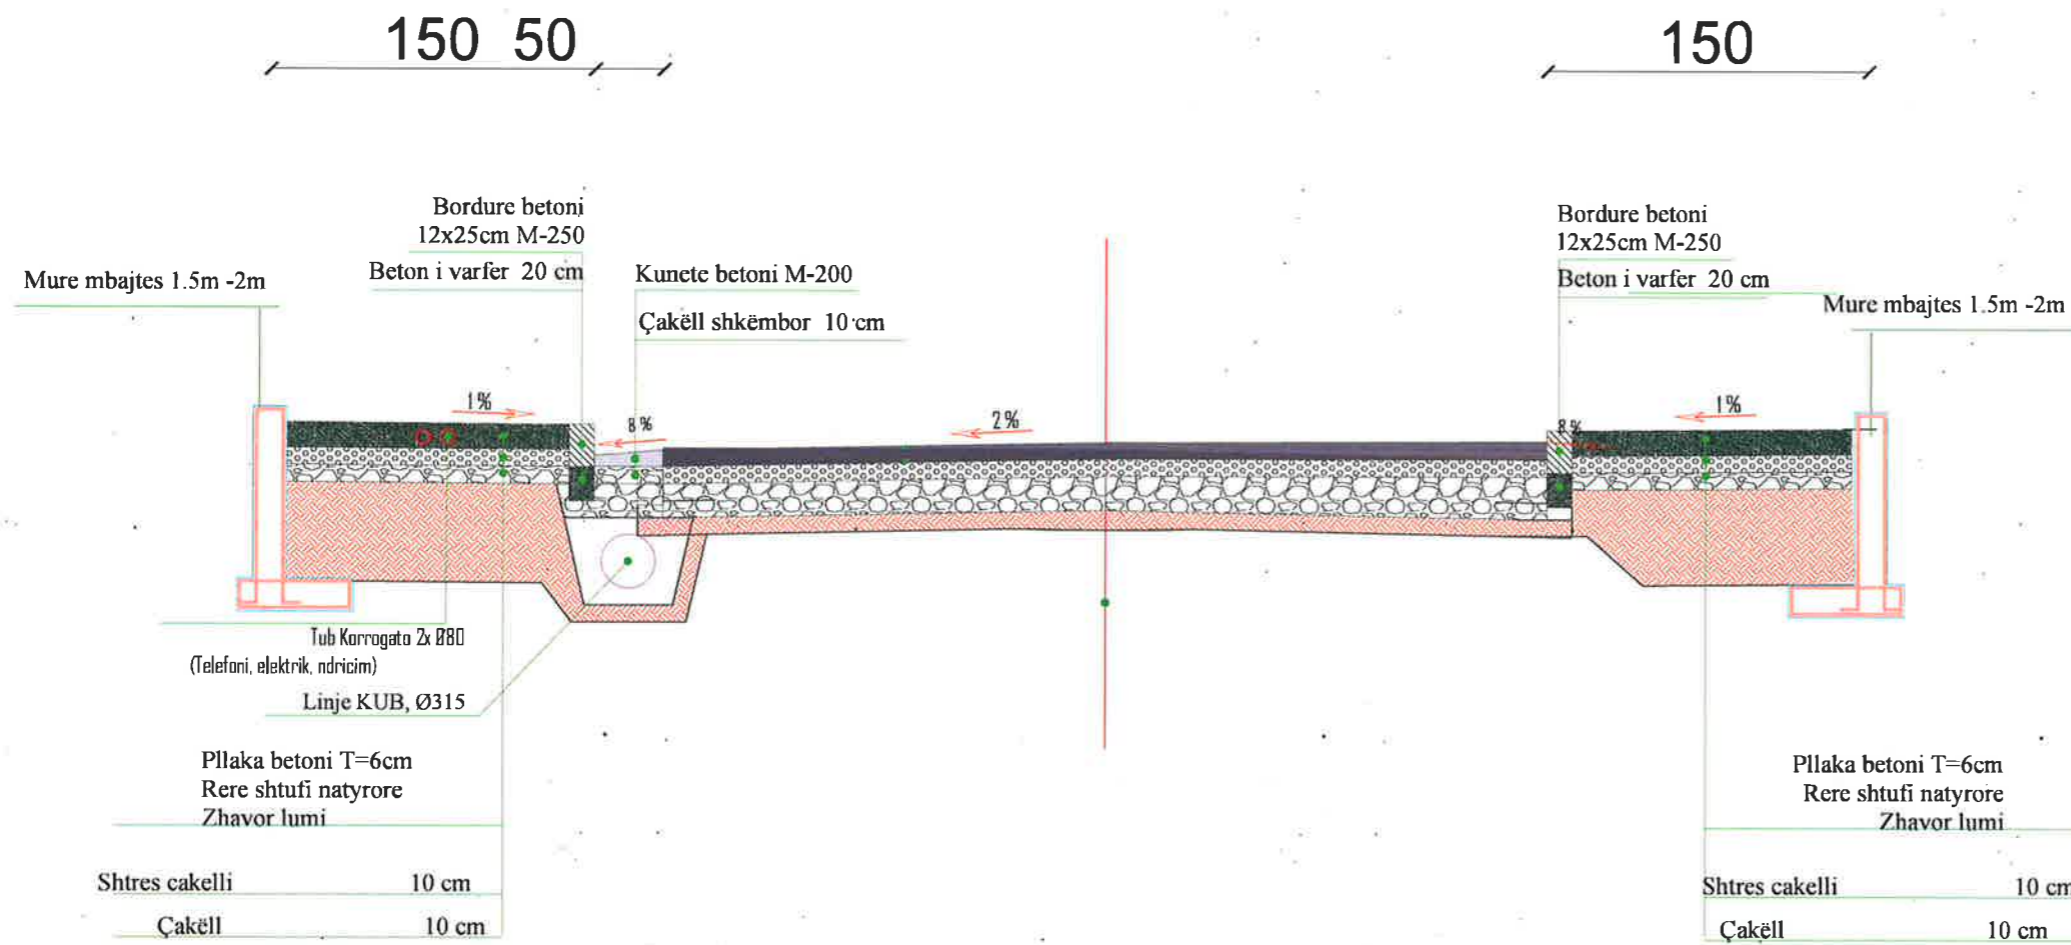 150 50
150
Bordure betoni
12x25cm M-250
Beton i varfer 20 cm
Mure mbajtes 1.5m -2m
Kunete betoni M-200
Çakëll shkëmbor 10 cm
Bordure betoni
12x25cm M-250
Beton i varfer 20 cm
Mure mbajtes 1.5m -2m
1%
8%
2%
8%
1%
Tub Korrogato 2x Ø80
(Telefoni, elektrik, ndricim)
Linje KUB, Ø315
Pllaka betoni T=6cm
Rere shtufi natyrore
Zhavor lumi
Shtres cakelli 10 cm
Çakëll 10 cm
Pllaka betoni T=6cm
Rere shtufi natyrore
Zhavor lumi
Shtres cakelli 10 cm
Çakëll 10 cm